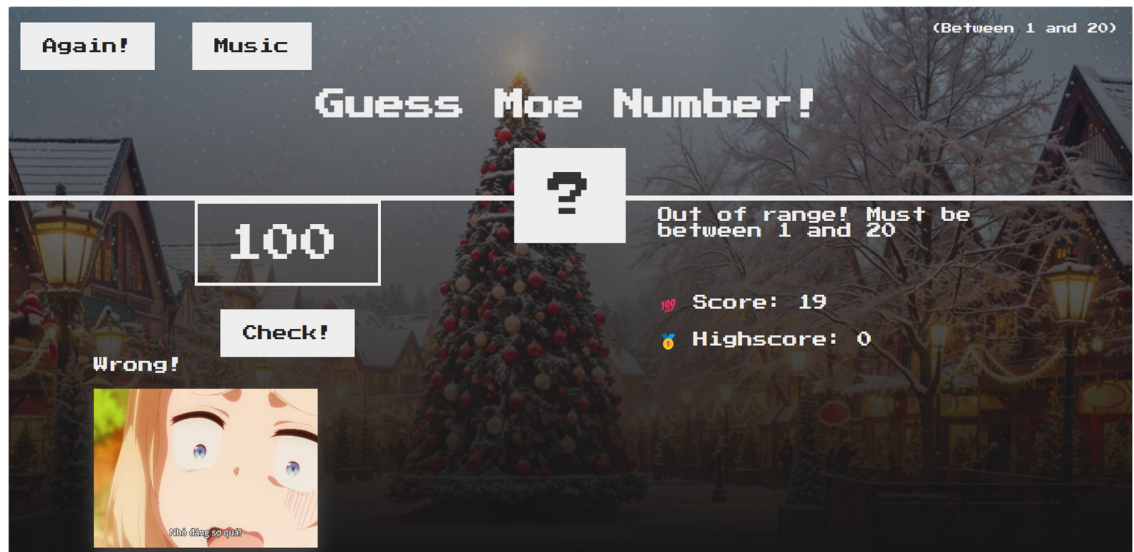 Again!
Music
(Between 1 and 20)
Guess Moe Number!
?
100
Out of range! Must be
between 1 and 20
💯 Score: 19
Check!
🥇 Highscore: 0
Wrong!
Nhỏ đáng sợ quá!